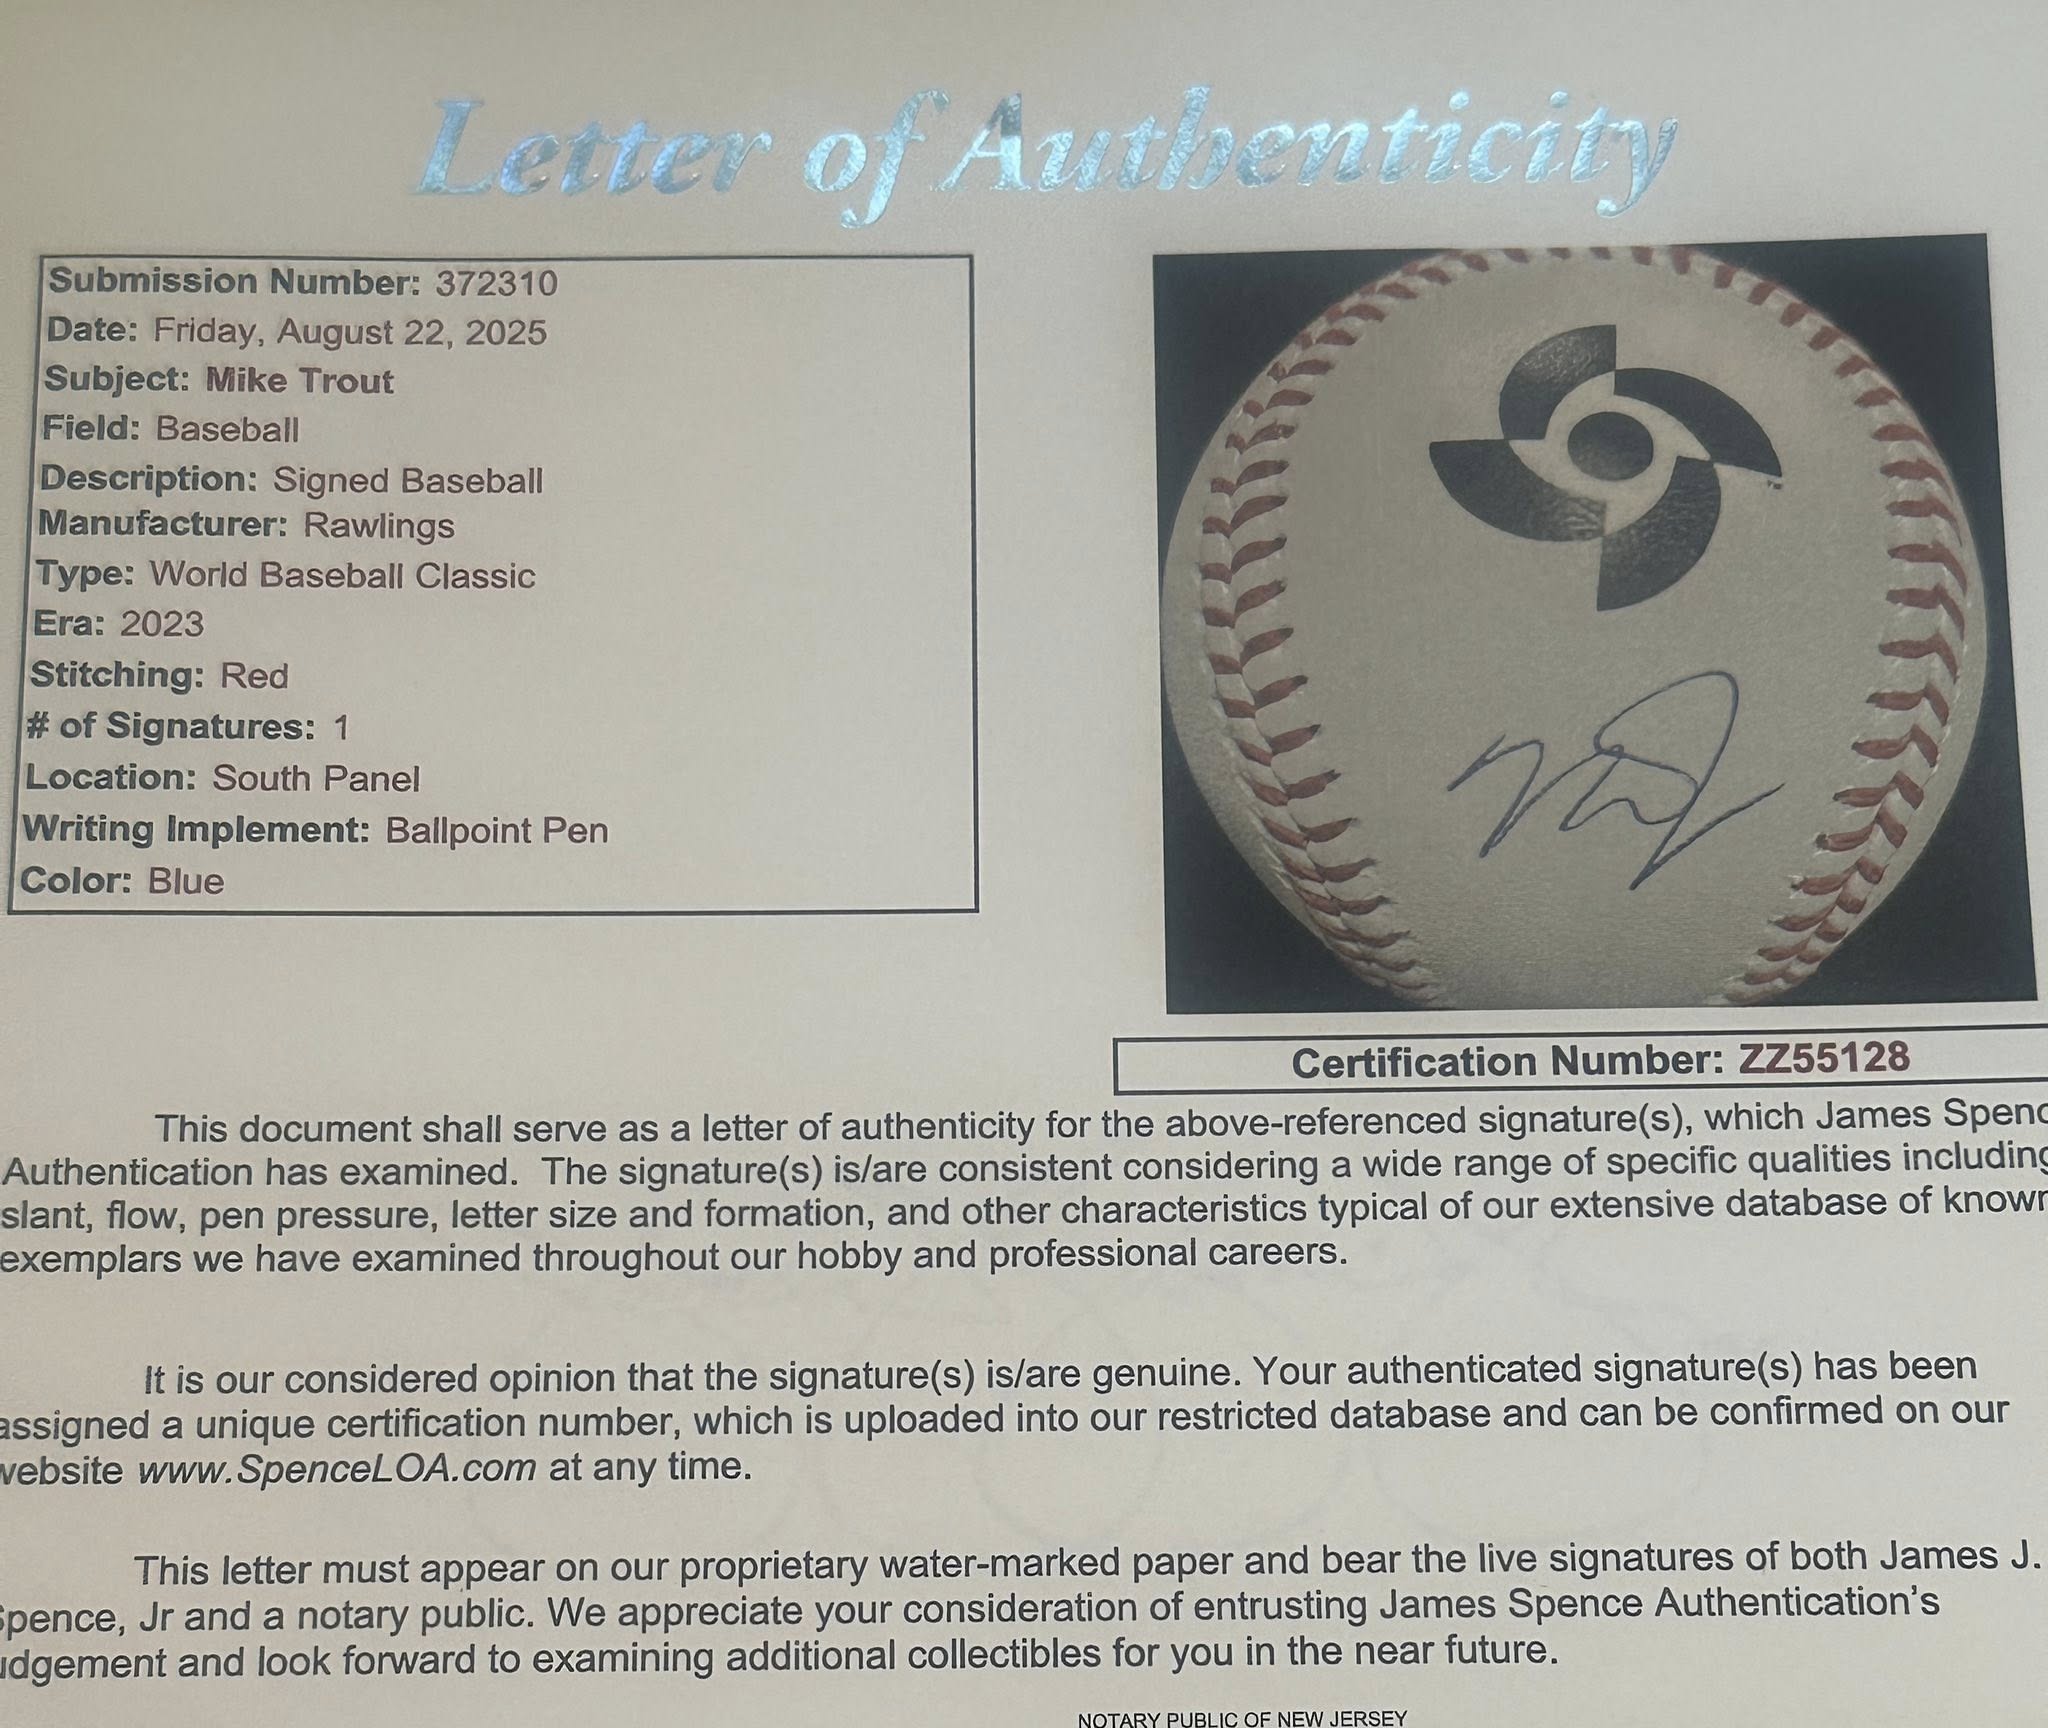 Letter of Authenticity
Submission Number: 372310
Date: Friday, August 22, 2025
Subject: Mike Trout
Field: Baseball
Description: Signed Baseball
Manufacturer: Rawlings
Type: World Baseball Classic
Era: 2023
Stitching: Red
# of Signatures: 1
Location: South Panel
Writing Implement: Ballpoint Pen
Color: Blue
Certification Number: ZZ55128
This document shall serve as a letter of authenticity for the above-referenced signature(s), which James Spenc
Authentication has examined. The signature(s) is/are consistent considering a wide range of specific qualities including
slant, flow, pen pressure, letter size and formation, and other characteristics typical of our extensive database of known
exemplars we have examined throughout our hobby and professional careers.
It is our considered opinion that the signature(s) is/are genuine. Your authenticated signature(s) has been
assigned a unique certification number, which is uploaded into our restricted database and can be confirmed on our
website www.SpenceLOA.com at any time.
This letter must appear on our proprietary water-marked paper and bear the live signatures of both James J.
Spence, Jr and a notary public. We appreciate your consideration of entrusting James Spence Authentication's
udgement and look forward to examining additional collectibles for you in the near future.
NOTARY PUBLIC OF NEW JERSEY